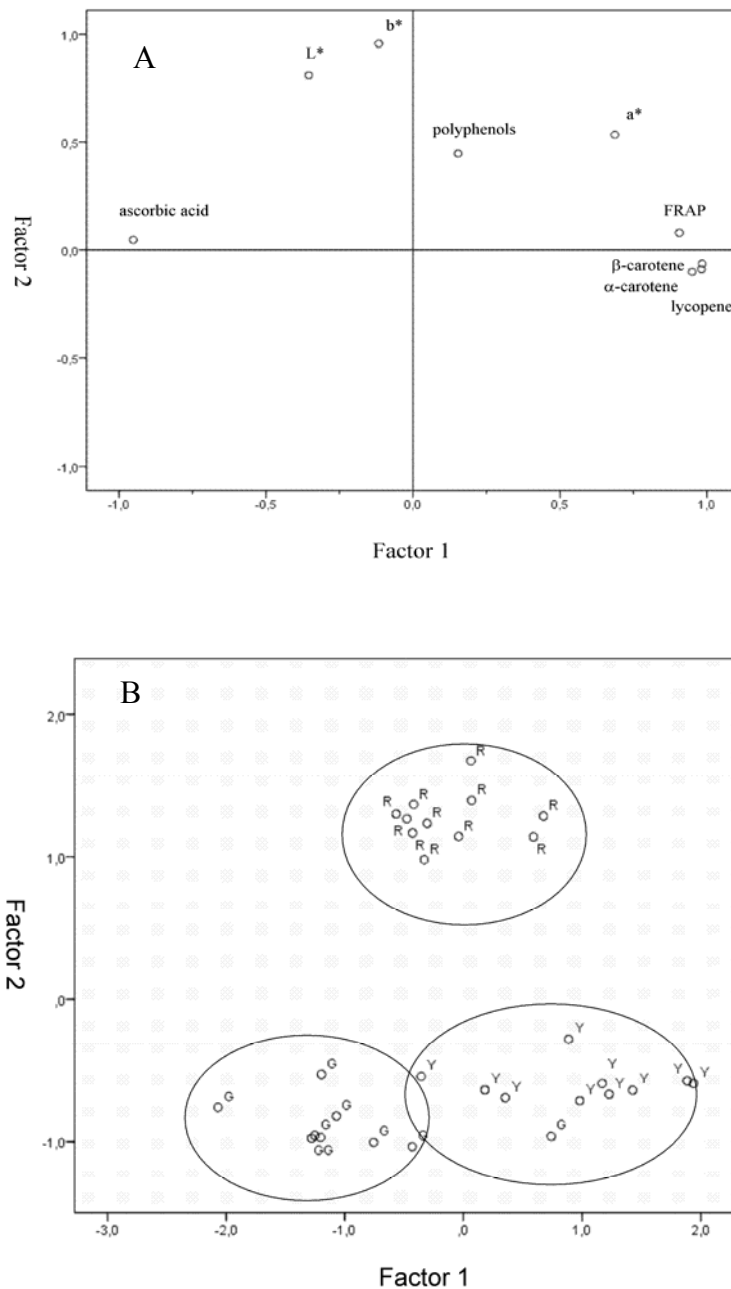 A
b*
L*
a*
polyphenols
ascorbic acid
FRAP
β-carotene
α-carotene
lycopene
1,0
0,5
0,0
-0,5
-1,0
Factor 2
-1,0 -0,5 0,0 0,5 1,0
Factor 1
B
2,0
1,0
,0
-1,0
Factor 2
R
R
R R
R R
R R
R R
R
Y
Y Y Y Y
Y Y Y Y Y
G
G G
G G G
G G
-3,0 -2,0 -1,0 ,0 1,0 2,0
Factor 1